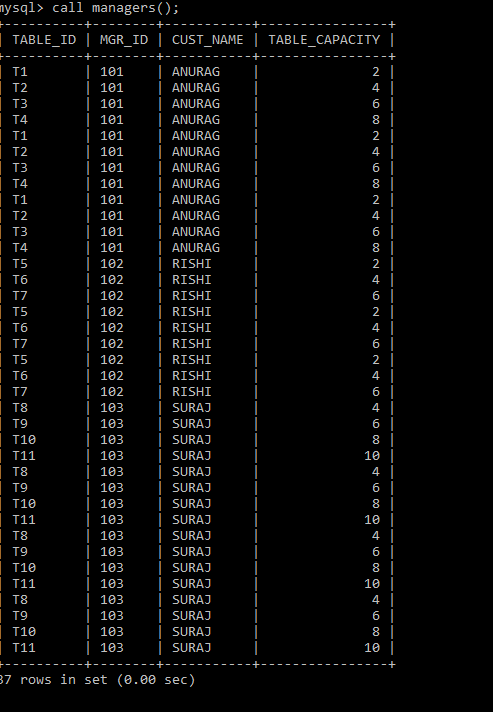 mysql> call managers();
+----------+--------+-----------+----------------+
| TABLE_ID | MGR_ID | CUST_NAME | TABLE_CAPACITY |
+----------+--------+-----------+----------------+
| T1 | 101 | ANURAG | 2 |
| T2 | 101 | ANURAG | 4 |
| T3 | 101 | ANURAG | 6 |
| T4 | 101 | ANURAG | 8 |
| T1 | 101 | ANURAG | 2 |
| T2 | 101 | ANURAG | 4 |
| T3 | 101 | ANURAG | 6 |
| T4 | 101 | ANURAG | 8 |
| T1 | 101 | ANURAG | 2 |
| T2 | 101 | ANURAG | 4 |
| T3 | 101 | ANURAG | 6 |
| T4 | 101 | ANURAG | 8 |
| T5 | 102 | RISHI | 2 |
| T6 | 102 | RISHI | 4 |
| T7 | 102 | RISHI | 6 |
| T5 | 102 | RISHI | 2 |
| T6 | 102 | RISHI | 4 |
| T7 | 102 | RISHI | 6 |
| T5 | 102 | RISHI | 2 |
| T6 | 102 | RISHI | 4 |
| T7 | 102 | RISHI | 6 |
| T8 | 103 | SURAJ | 4 |
| T9 | 103 | SURAJ | 6 |
| T10 | 103 | SURAJ | 8 |
| T11 | 103 | SURAJ | 10 |
| T8 | 103 | SURAJ | 4 |
| T9 | 103 | SURAJ | 6 |
| T10 | 103 | SURAJ | 8 |
| T11 | 103 | SURAJ | 10 |
| T8 | 103 | SURAJ | 4 |
| T9 | 103 | SURAJ | 6 |
| T10 | 103 | SURAJ | 8 |
| T11 | 103 | SURAJ | 10 |
| T8 | 103 | SURAJ | 4 |
| T9 | 103 | SURAJ | 6 |
| T10 | 103 | SURAJ | 8 |
| T11 | 103 | SURAJ | 10 |
+----------+--------+-----------+----------------+
37 rows in set (0.00 sec)